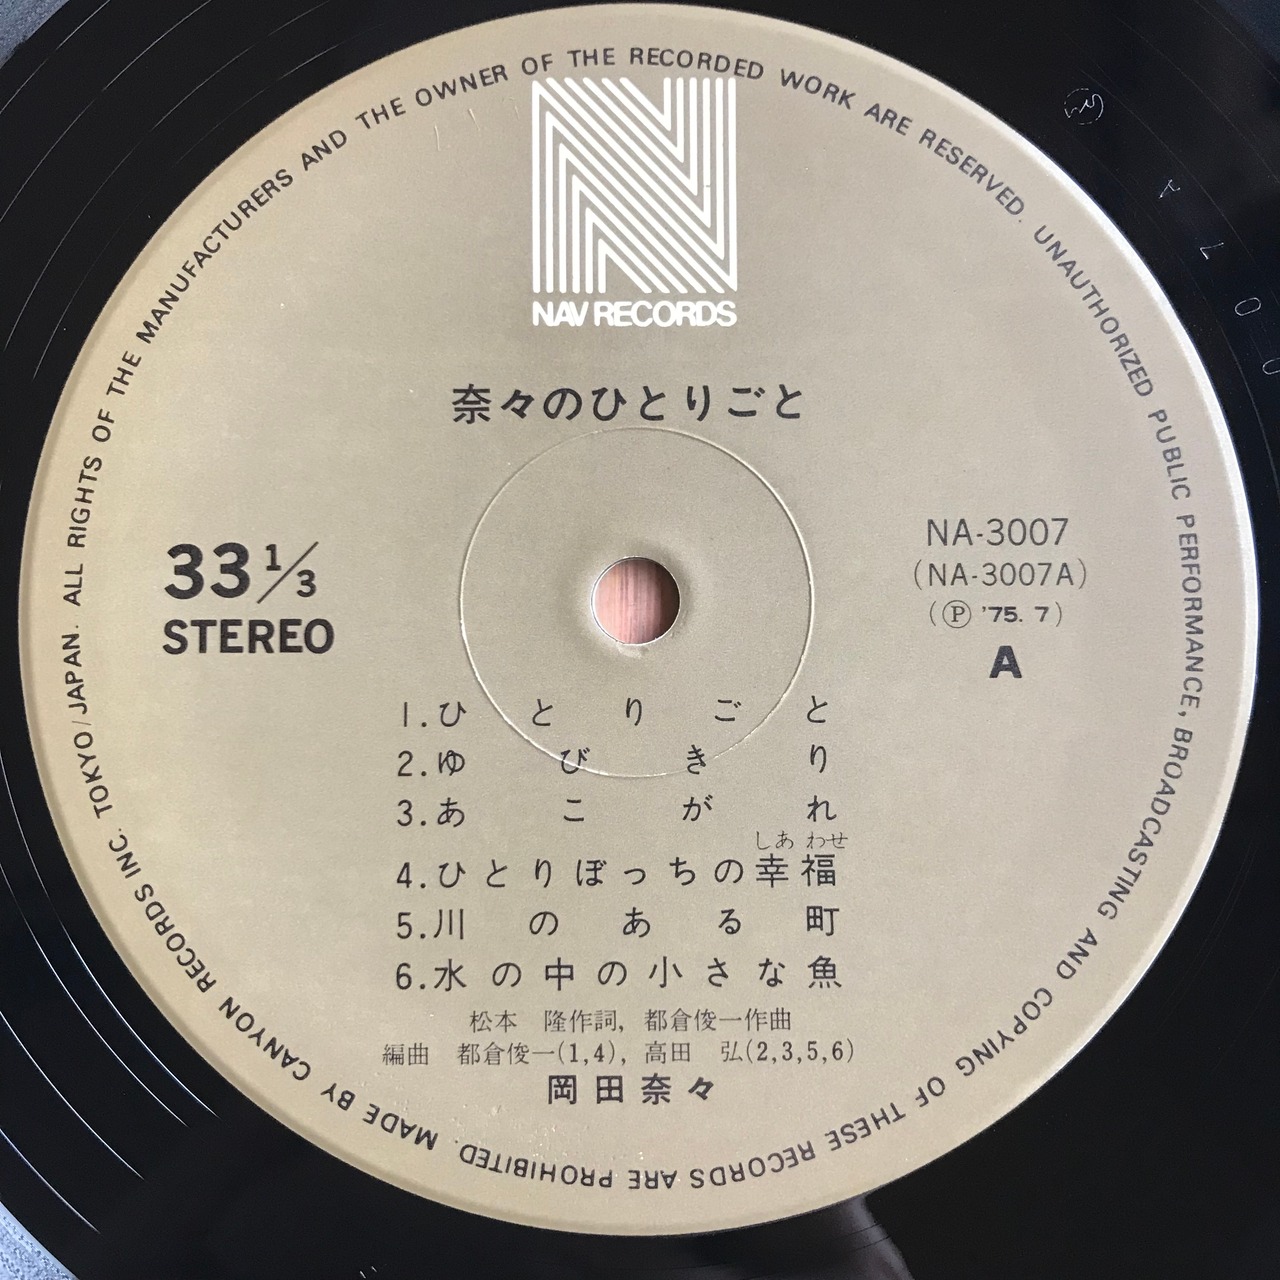 NAV RECORDS
奈々のひとりごと
33 1/3
STEREO
NA-3007
(NA-3007A)
(Ⓟ '75. 7)
A
1.ひとりごと
2.ゆびきり
3.あこがれ
しあわせ
4.ひとりぼっちの幸福
5.川のある町
6.水の中の小さな魚
松本　隆作詞, 都倉俊一作曲
編曲　都倉俊一(1,4), 高田　弘(2,3,5,6)
岡田奈々
MADE BY CANYON RECORDS INC. TOKYO/JAPAN. ALL RIGHTS OF THE MANUFACTURERS AND THE OWNER OF THE RECORDED WORK ARE RESERVED. UNAUTHORIZED PUBLIC PERFORMANCE, BROADCASTING AND COPYING OF THESE RECORDS ARE PROHIBITED.